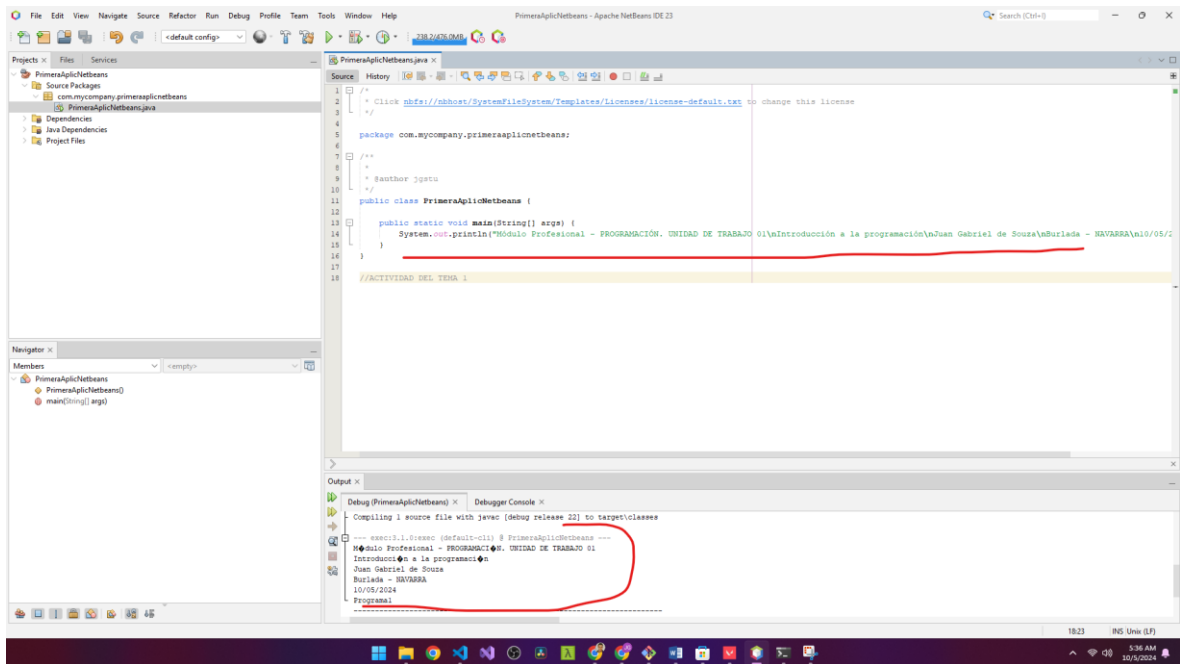 File Edit View Navigate Source Refactor Run Debug Profile Team Tools Window Help
PrimeraAplicNetbeans - Apache NetBeans IDE 23
Search (Ctrl+I)
<default config>
238.2/476.0MB
Projects Files Services
PrimeraAplicNetbeans
Source Packages
com.mycompany.primeraaplicnetbeans
PrimeraAplicNetbeans.java
Dependencies
Java Dependencies
Project Files
PrimeraAplicNetbeans.java
Source History
1 /*
2 * Click nbfs://nbhost/SystemFileSystem/Templates/Licenses/license-default.txt to change this license
3 */
4
5 package com.mycompany.primeraaplicnetbeans;
6
7 /**
8 *
9 * @author jgstu
10 */
11 public class PrimeraAplicNetbeans {
12
13 public static void main(String[] args) {
14 System.out.println("Módulo Profesional - PROGRAMACIÓN. UNIDAD DE TRABAJO 01\nIntroducción a la programación\nJuan Gabriel de Souza\nBurlada - NAVARRA\n10/05/2
15 }
16 }
17
18 //ACTIVIDAD DEL TEMA 1
Navigator
Members
<empty>
PrimeraAplicNetbeans
PrimeraAplicNetbeans()
main(String[] args)
Output
Debug (PrimeraAplicNetbeans) Debugger Console
Compiling 1 source file with javac [debug release 22] to target\classes
--- exec:3.1.0:exec (default-cli) @ PrimeraAplicNetbeans ---
M�dulo Profesional - PROGRAMACI�N. UNIDAD DE TRABAJO 01
Introducci�n a la programaci�n
Juan Gabriel de Souza
Burlada - NAVARRA
10/05/2024
Programa1
------------------------------------------------------------------------
18:23 INS Unix (LF)
5:36 AM
10/5/2024